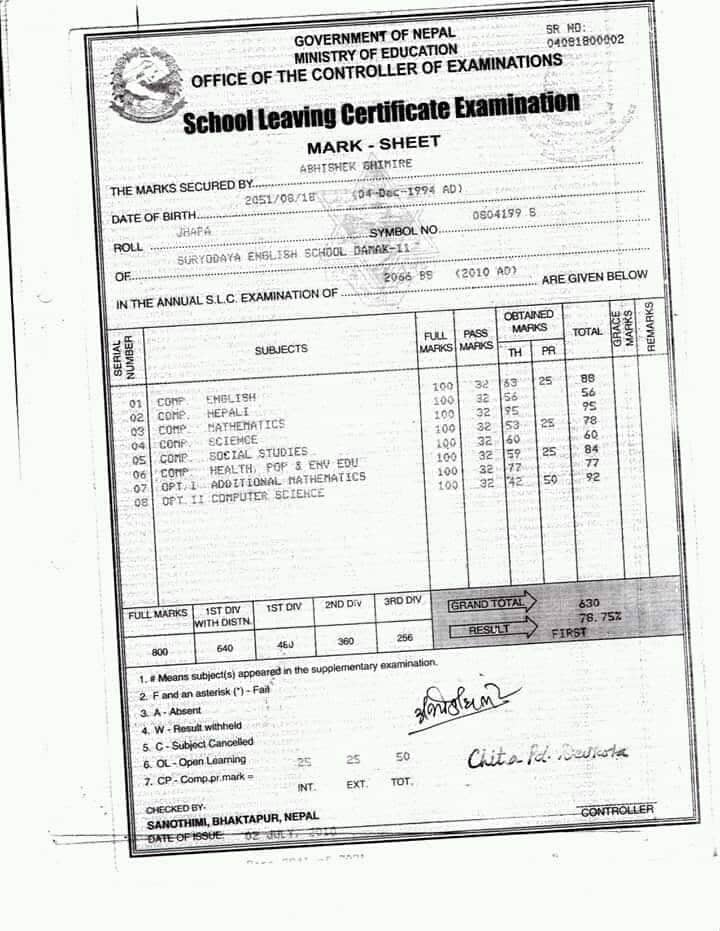 GOVERNMENT OF NEPAL
MINISTRY OF EDUCATION
OFFICE OF THE CONTROLLER OF EXAMINATIONS
SR NO:
04081800002
School Leaving Certificate Examination
MARK - SHEET
THE MARKS SECURED BY ABHISHEK GHIMIRE
DATE OF BIRTH 2051/08/18 (04-Dec-1994 AD)
ROLL JHAPA SYMBOL NO. 0804199 S
OF SURYODAYA ENGLISH SCHOOL DAMAK-11
IN THE ANNUAL S.L.C. EXAMINATION OF 2066 BS (2010 AD) ARE GIVEN BELOW
SERIAL NUMBER SUBJECTS FULL MARKS PASS MARKS OBTAINED MARKS TH PR TOTAL GRACE MARKS REMARKS
01 COMP. ENGLISH 100 32 63 25 88
02 COMP. NEPALI 100 32 56 56
03 COMP. MATHEMATICS 100 32 95 95
04 COMP. SCIENCE 100 32 53 25 78
05 COMP. SOCIAL STUDIES 100 32 60 60
06 COMP. HEALTH, POP & ENV EDU 100 32 59 25 84
07 OPT.I ADDITIONAL MATHEMATICS 100 32 77 77
08 OPT.II COMPUTER SCIENCE 100 32 42 50 92
FULL MARKS 1ST DIV WITH DISTN. 1ST DIV 2ND DIV 3RD DIV
800 640 480 360 256
GRAND TOTAL 630
78.75%
RESULT FIRST
1. # Means subject(s) appeared in the supplementary examination.
2. F and an asterisk (*) - Fail
3. A - Absent
4. W - Result withheld
5. C - Subject Cancelled
6. OL - Open Learning
7. CP - Comp.pr.mark =
25 25 50
INT. EXT. TOT.
Chita Pd. Devkota
CHECKED BY-
SANOTHIMI, BHAKTAPUR, NEPAL
CONTROLLER
DATE OF ISSUE: 02 JULY, 2010